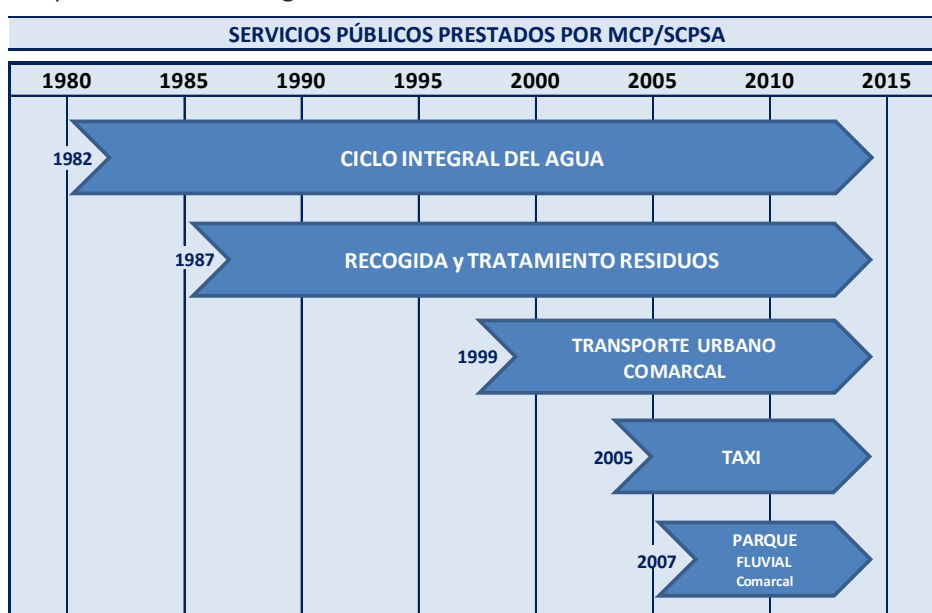 SERVICIOS PÚBLICOS PRESTADOS POR MCP/SCPSA
1980 1985 1990 1995 2000 2005 2010 2015
1982 CICLO INTEGRAL DEL AGUA
1987 RECOGIDA y TRATAMIENTO RESIDUOS
1999
TRANSPORTE URBANO
COMARCAL
2005 TAXI
2007
PARQUE
FLUVIAL
Comarcal